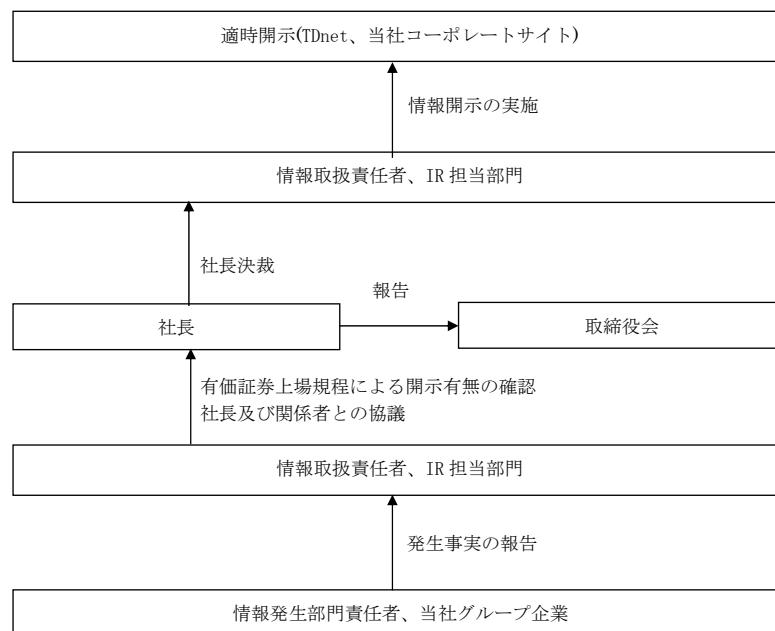 適時開示(TDnet、当社コーポレートサイト)
情報開示の実施
情報取扱責任者、IR 担当部門
社長決裁
報告
社長
取締役会
有価証券上場規程による開示有無の確認
社長及び関係者との協議
情報取扱責任者、IR 担当部門
発生事実の報告
情報発生部門責任者、当社グループ企業